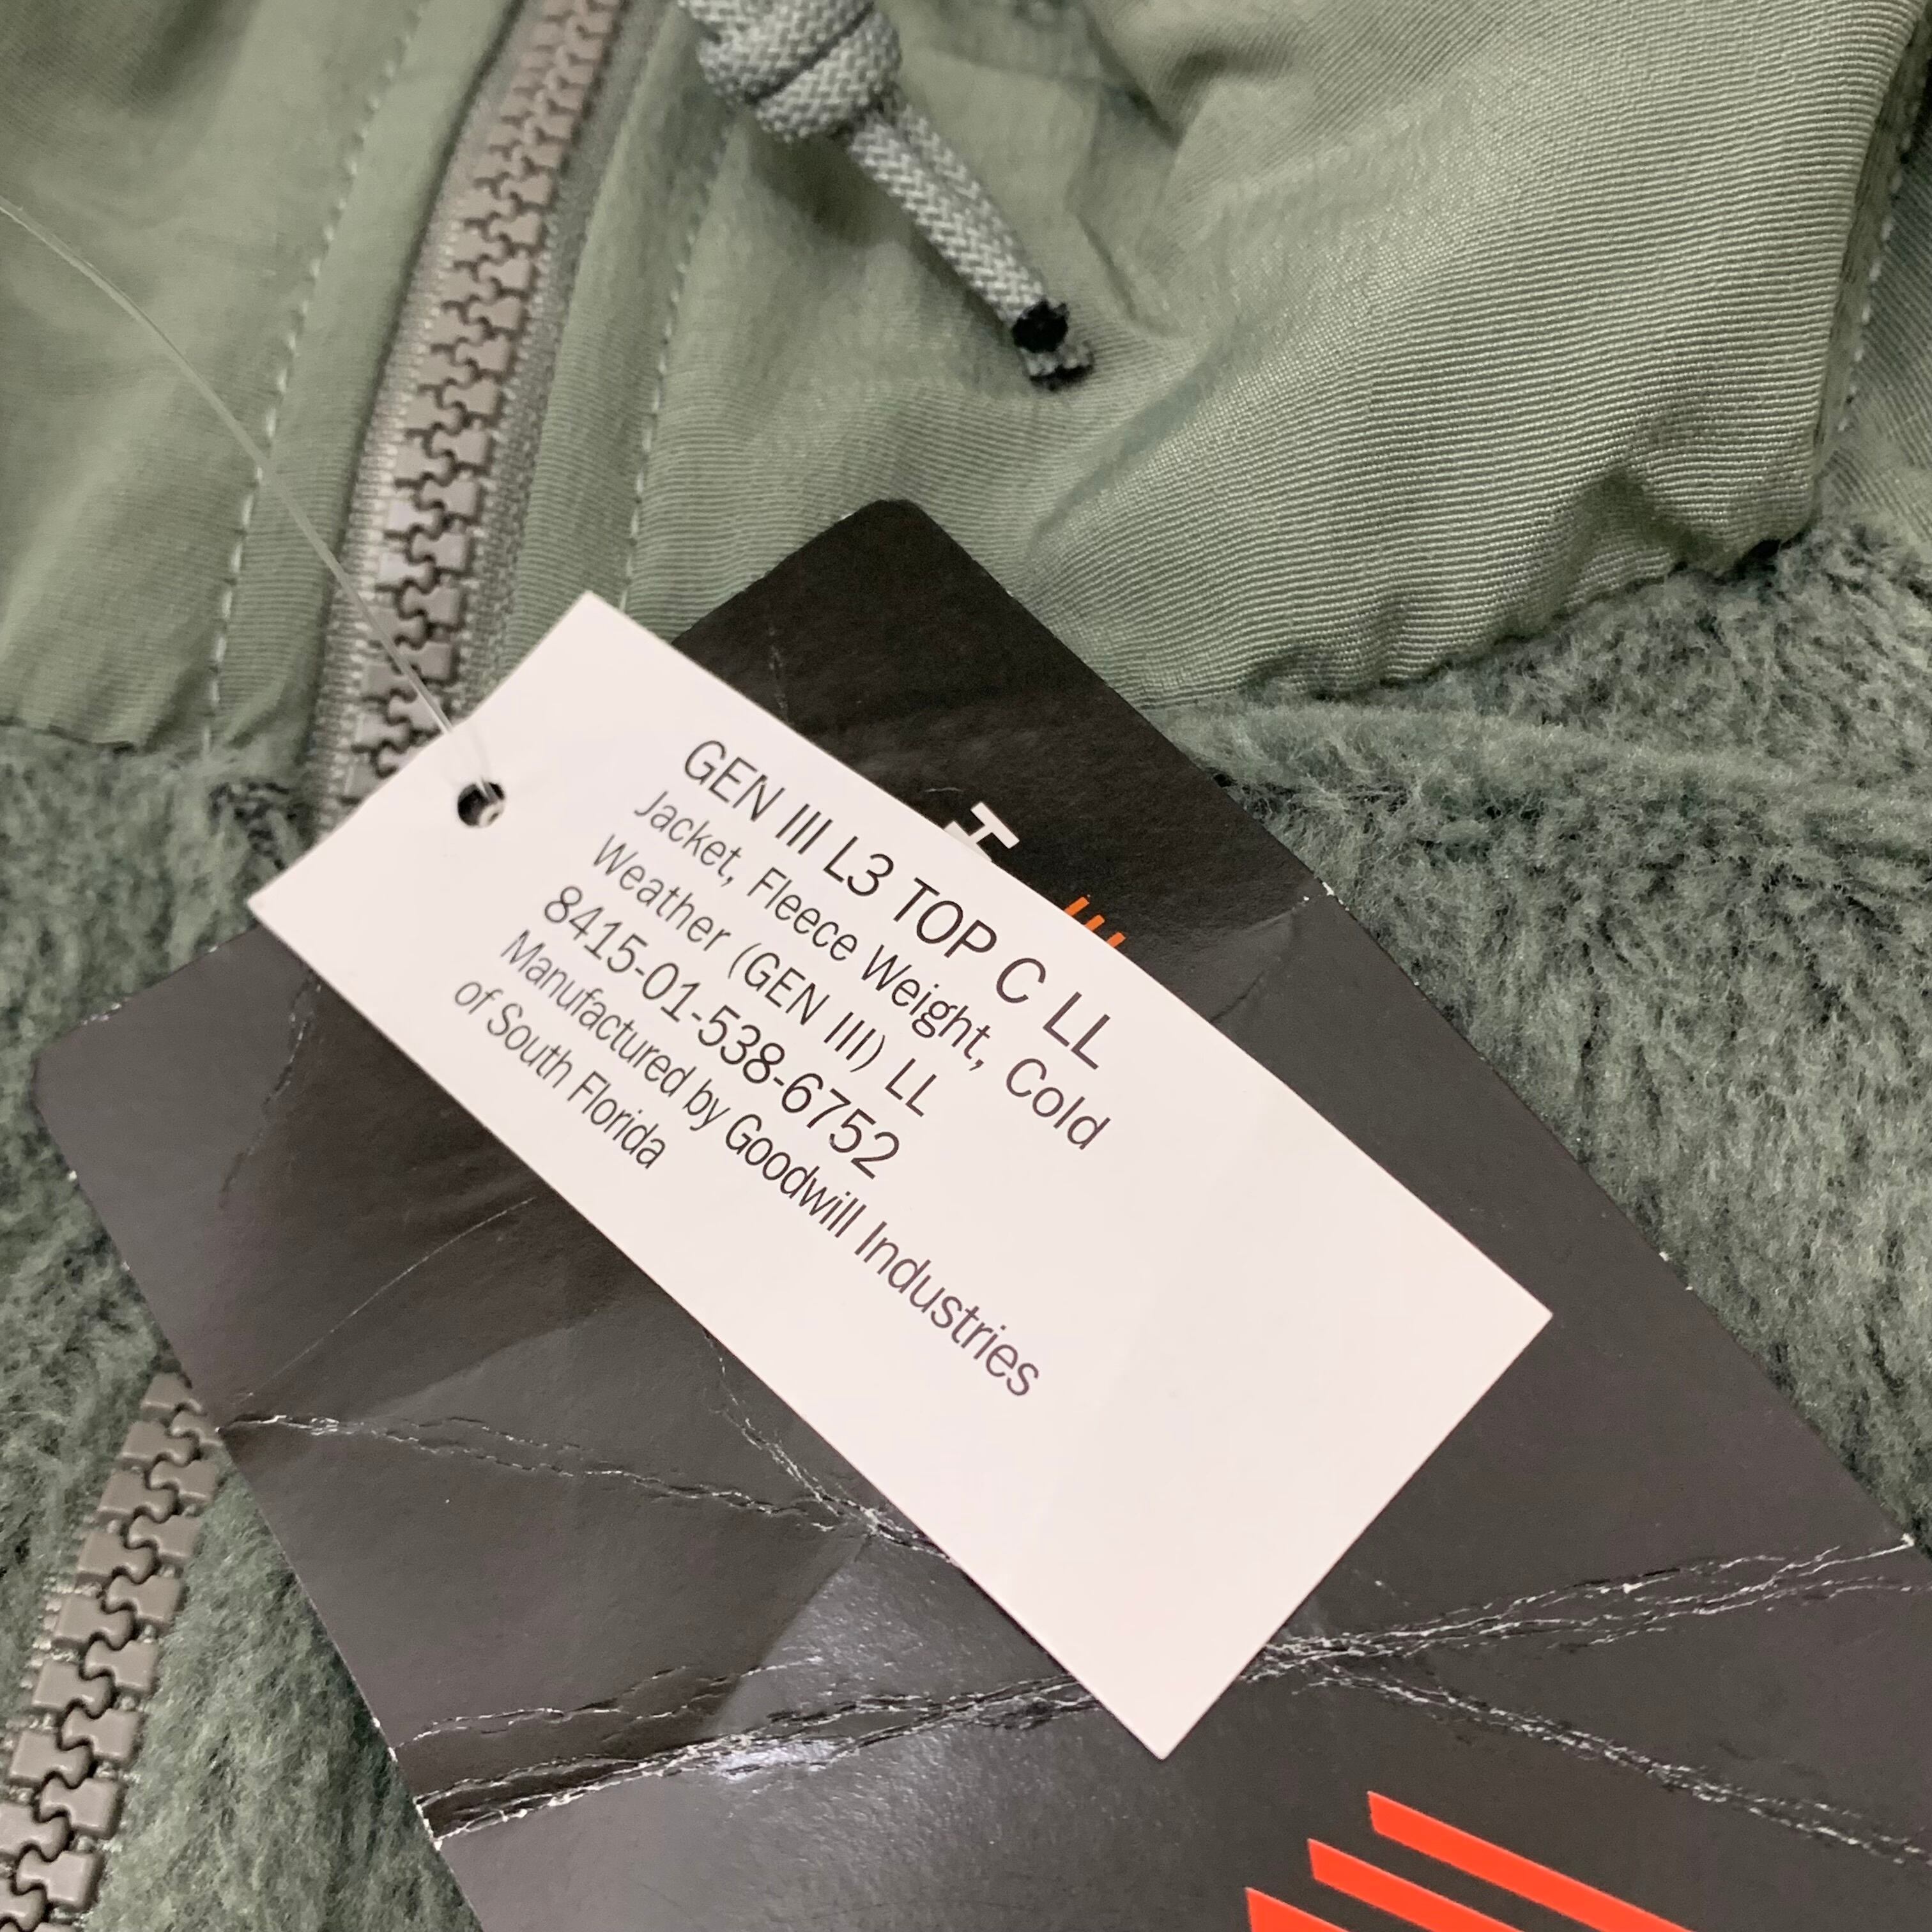 GEN III L3 TOP C LL
Jacket, Fleece Weight, Cold
Weather (GEN III) LL
8415-01-538-6752
Manufactured by Goodwill Industries
of South Florida